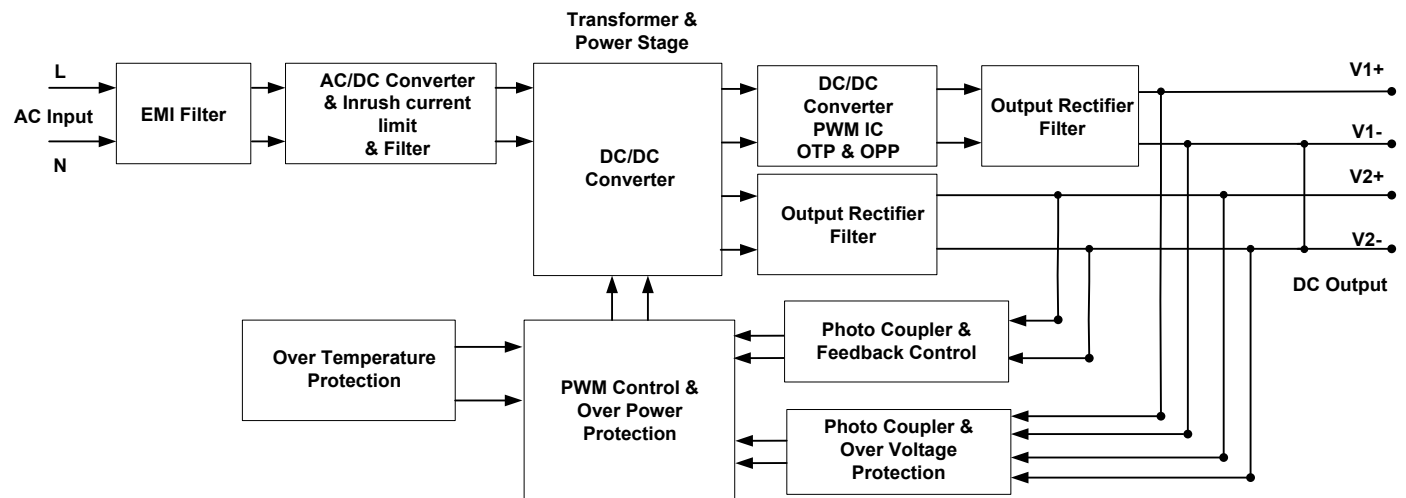 Transformer &
Power Stage
L
AC Input
N
EMI Filter
AC/DC Converter
& Inrush current
limit
& Filter
DC/DC
Converter
DC/DC
Converter
PWM IC
OTP & OPP
Output Rectifier
Filter
V1+
V1-
V2+
V2-
DC Output
Output Rectifier
Filter
Over Temperature
Protection
PWM Control &
Over Power
Protection
Photo Coupler &
Feedback Control
Photo Coupler &
Over Voltage
Protection